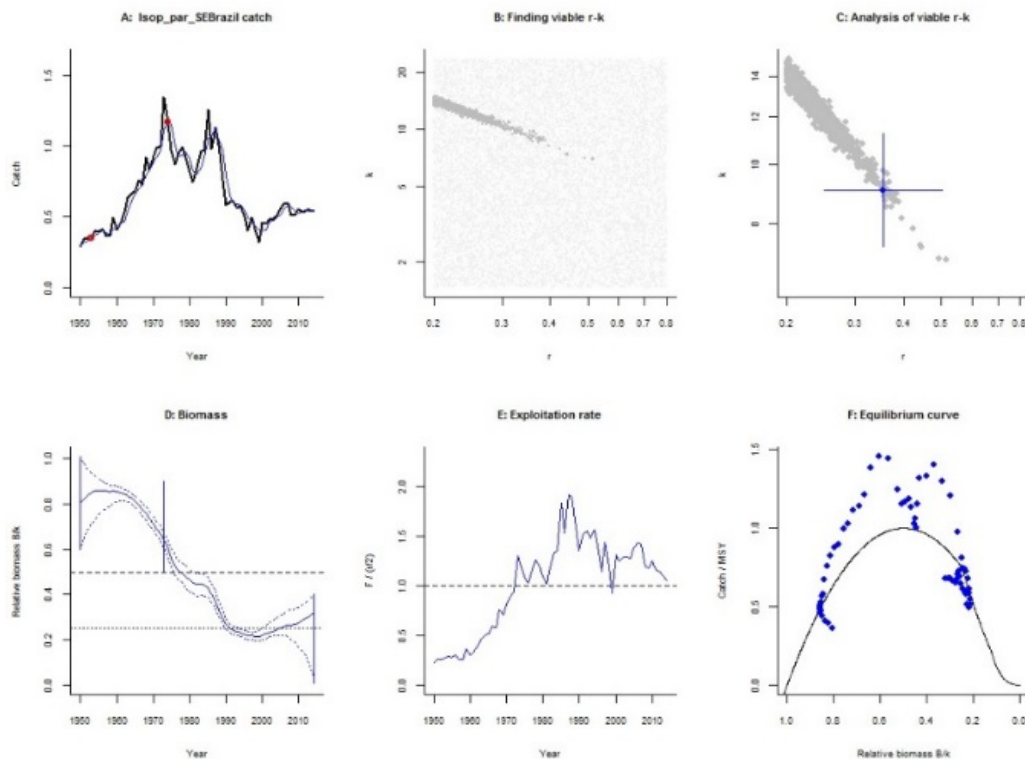 A: Isop_par_SEBrazil catch
B: Finding viable r-k
C: Analysis of viable r-k
Catch
0.0 0.5 1.0 1.5
1950 1960 1970 1980 1990 2000 2010
Year
k
2 5 10 20
0.2 0.3 0.4 0.5 0.6 0.7 0.8
r
k
8 10 12 14
0.2 0.3 0.4 0.5 0.6 0.7 0.8
r
D: Biomass
E: Exploitation rate
F: Equilibrium curve
Relative biomass B/k
0.0 0.2 0.4 0.6 0.8 1.0
1950 1960 1970 1980 1990 2000 2010
Year
F / (r/2)
0.0 0.5 1.0 1.5 2.0
1950 1960 1970 1980 1990 2000 2010
Year
Catch / MSY
0.0 0.5 1.0 1.5
1.0 0.8 0.6 0.4 0.2 0.0
Relative biomass B/k